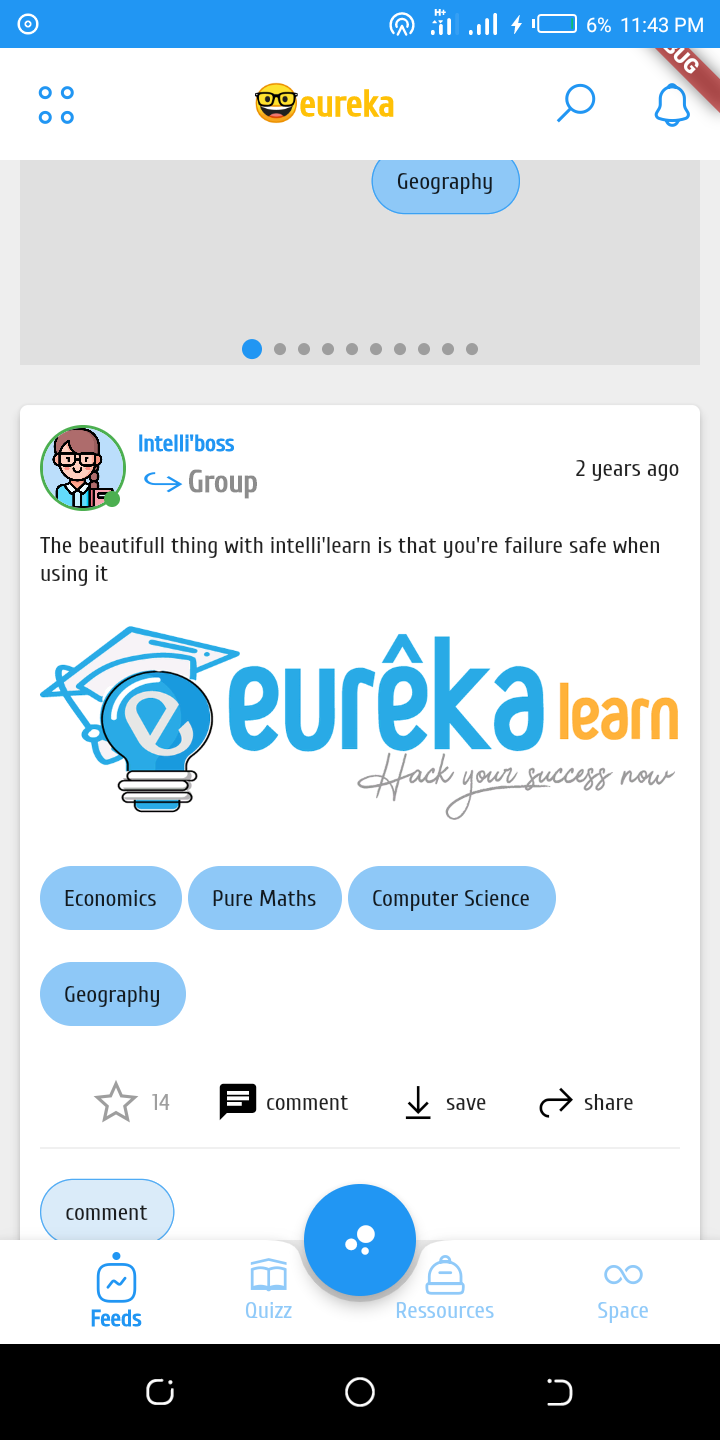 H+
6% 11:43 PM
BUG
eureka
Geography
Intelli'boss
Group
2 years ago
The beautifull thing with intelli'learn is that you're failure safe when
using it
eurêka learn
Hack your success now
Economics Pure Maths Computer Science
Geography
14 comment save share
comment
Feeds Quizz Ressources Space